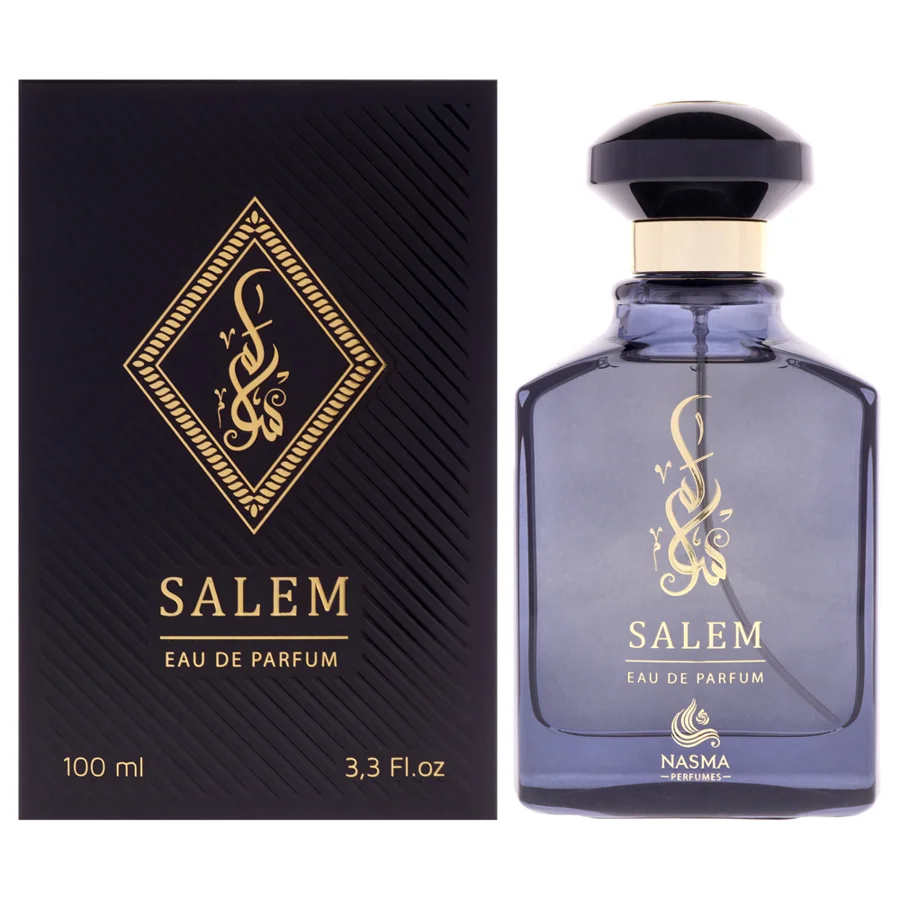 SALEM
EAU DE PARFUM
100 ml
3,3 Fl.oz
SALEM
EAU DE PARFUM
NASMA
PERFUMES